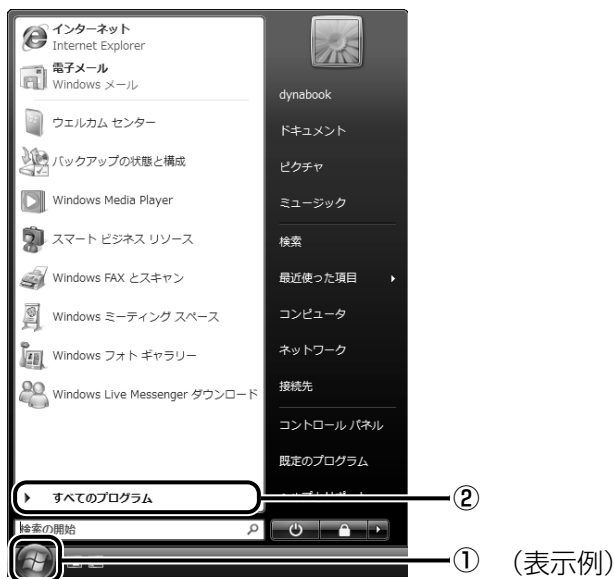 インターネット
Internet Explorer
電子メール
Windows メール
ウェルカム センター
バックアップの状態と構成
Windows Media Player
スマート ビジネス リソース
Windows FAX とスキャン
Windows ミーティング スペース
Windows フォト ギャラリー
Windows Live Messenger ダウンロード
すべてのプログラム
検索の開始
dynabook
ドキュメント
ピクチャ
ミュージック
検索
最近使った項目
コンピュータ
ネットワーク
接続先
コントロール パネル
既定のプログラム
②
① （表示例）